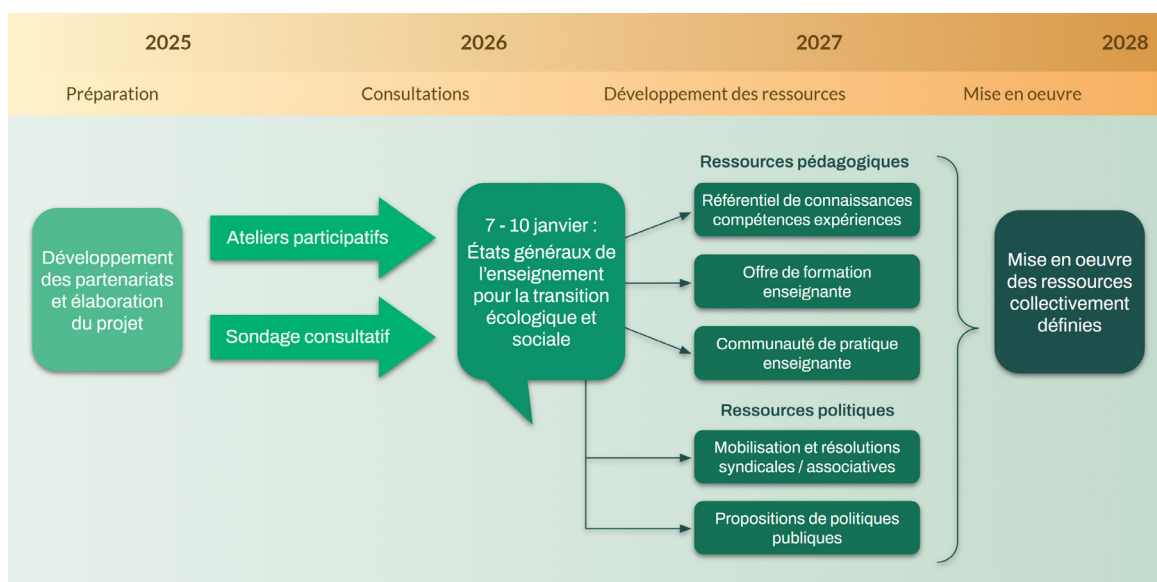 2025 2026 2027 2028
Préparation Consultations Développement des ressources Mise en oeuvre
Développement
des partenariats
et élaboration
du projet
Ateliers participatifs
Sondage consultatif
7 - 10 janvier :
États généraux de
l'enseignement
pour la transition
écologique et
sociale
Ressources pédagogiques
Référentiel de connaissances
compétences expériences
Offre de formation
enseignante
Communauté de pratique
enseignante
Ressources politiques
Mobilisation et résolutions
syndicales / associatives
Propositions de politiques
publiques
Mise en oeuvre
des ressources
collectivement
définies